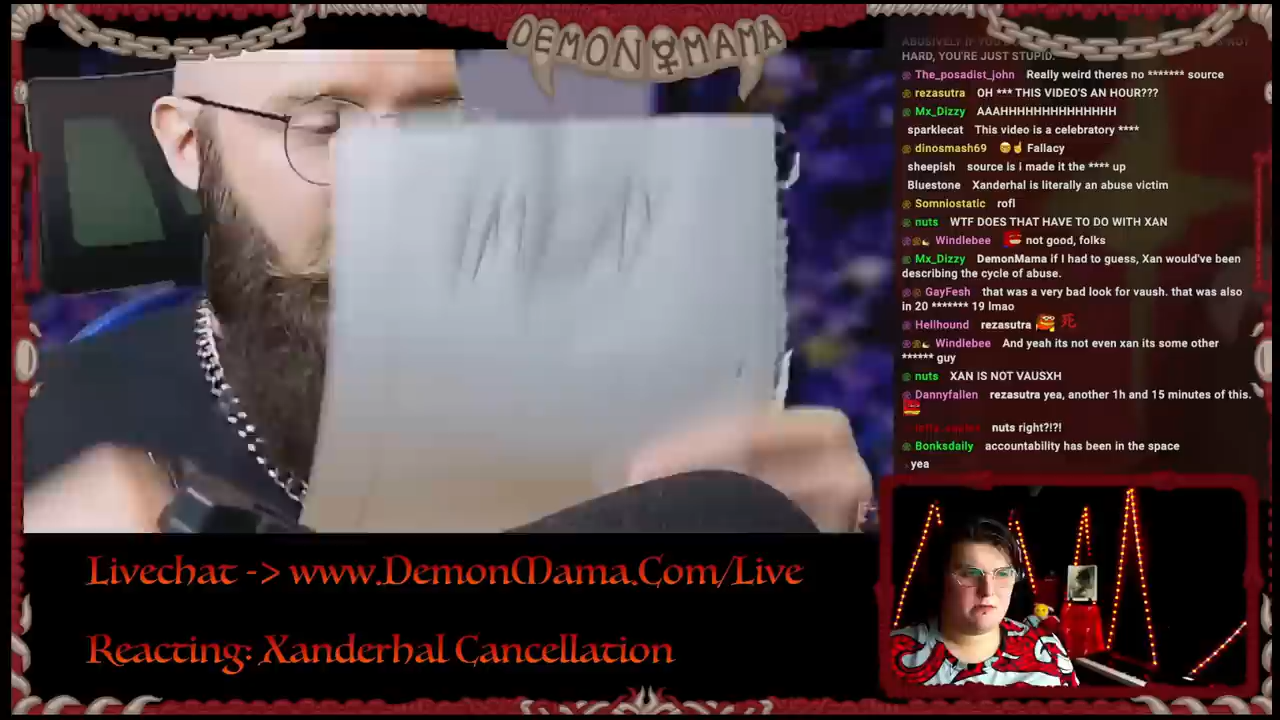 DEMON MAMA
ABUSIVELY IF YOU
HARD, YOU'RE JUST STUPID.
The_posadist_john Really weird theres no ******* source
rezasutra OH *** THIS VIDEO'S AN HOUR???
Mx_Dizzy AAAHHHHHHHHHHHHHH
sparklecat This video is a celebratory ****
dinosmash69 🤓☝ Fallacy
sheepish source is i made it the **** up
Bluestone Xanderhal is literally an abuse victim
Somniostatic rofl
nuts WTF DOES THAT HAVE TO DO WITH XAN
Windlebee not good, folks
Mx_Dizzy DemonMama if I had to guess, Xan would've been
describing the cycle of abuse.
GayFesh that was a very bad look for vaush. that was also
in 20 ******* 19 lmao
Hellhound rezasutra 死
Windlebee And yeah its not even xan its some other
****** guy
nuts XAN IS NOT VAUSXH
Dannyfallen rezasutra yea, another 1h and 15 minutes of this.
nuts right?!?!
Bonksdaily accountability has been in the space
yea
Livechat -> www.DemonMama.Com/Live
Reacting: Xanderhal Cancellation